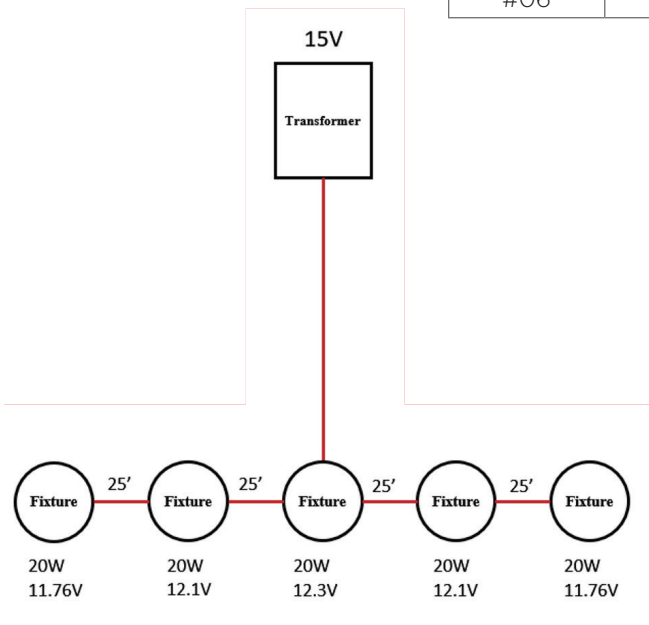 #06
15V
Transformer
25’ 25’ 25’ 25’
Fixture Fixture Fixture Fixture Fixture
20W 20W 20W 20W 20W
11.76V 12.1V 12.3V 12.1V 11.76V